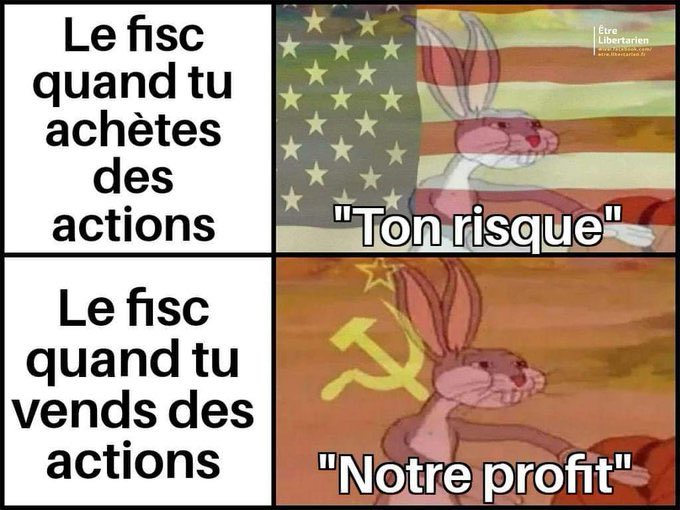 Le fisc
quand tu
achètes
des
actions
Être
Libertarien
www.facebook.com/
etre.libertarien.fr
"Ton risque"
Le fisc
quand tu
vends des
actions
"Notre profit"